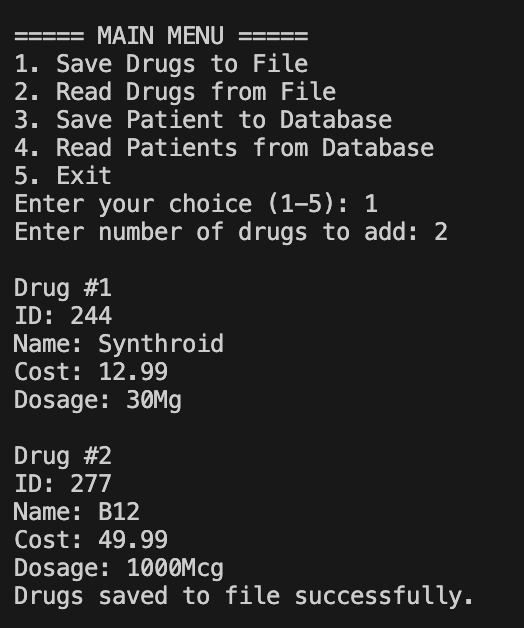 ===== MAIN MENU =====
1. Save Drugs to File
2. Read Drugs from File
3. Save Patient to Database
4. Read Patients from Database
5. Exit
Enter your choice (1-5): 1
Enter number of drugs to add: 2
Drug #1
ID: 244
Name: Synthroid
Cost: 12.99
Dosage: 30Mg
Drug #2
ID: 277
Name: B12
Cost: 49.99
Dosage: 1000Mcg
Drugs saved to file successfully.